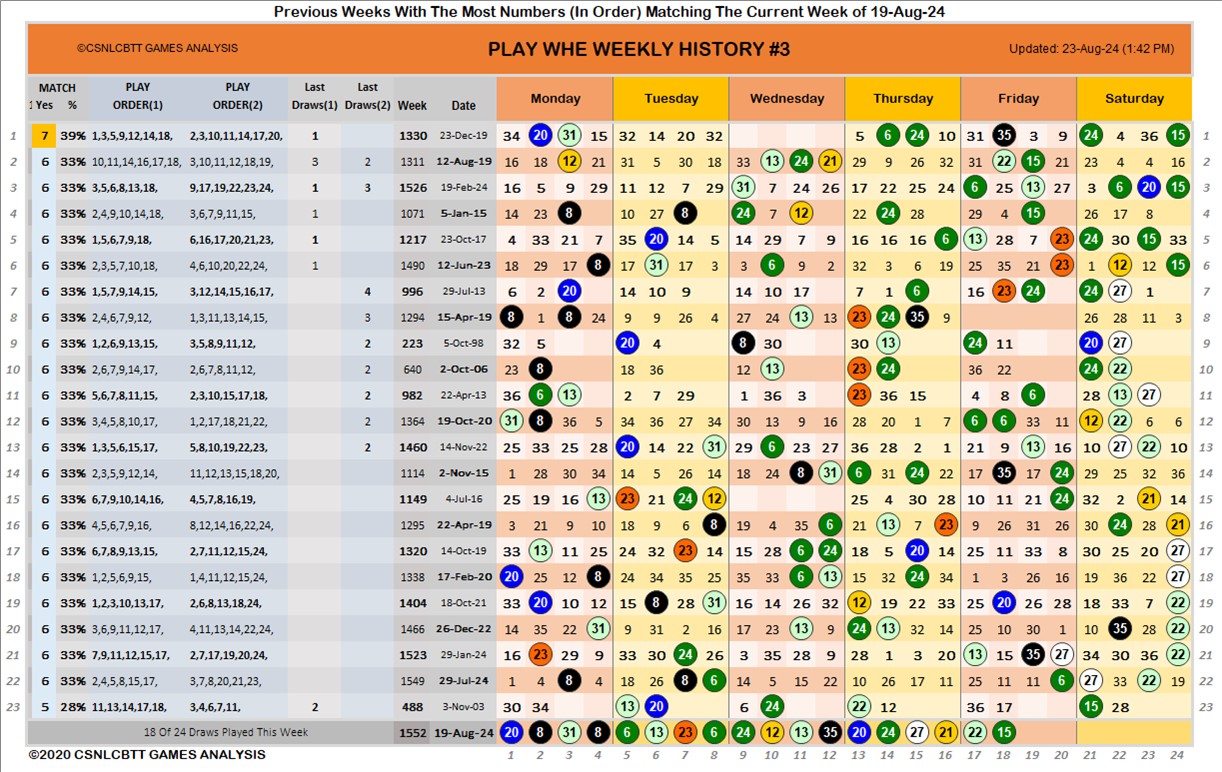 Previous Weeks With The Most Numbers (In Order) Matching The Current Week of 19-Aug-24
©CSNLCBTT GAMES ANALYSIS PLAY WHE WEEKLY HISTORY #3 Updated: 23-Aug-24 (1:42 PM)
MATCH PLAY PLAY Last Last
1 Yes % ORDER(1) ORDER(2) Draws(1) Draws(2) Week Date Monday Tuesday Wednesday Thursday Friday Saturday
1 7 39% 1,3,5,9,12,14,18, 2,3,10,11,14,17,20, 1 1330 23-Dec-19 34 20 31 15 32 14 20 32 5 6 24 10 31 35 3 9 24 4 36 15 1
2 6 33% 10,11,14,16,17,18, 3,10,11,12,18,19, 3 2 1311 12-Aug-19 16 18 12 21 31 5 30 18 33 13 24 21 29 9 26 32 31 22 15 21 23 4 4 16 2
3 6 33% 3,5,6,8,13,18, 9,17,19,22,23,24, 1 3 1526 19-Feb-24 16 5 9 29 11 12 7 29 31 7 24 26 17 22 25 24 6 25 13 27 3 6 20 15 3
4 6 33% 2,4,9,10,14,18, 3,6,7,9,11,15, 1 1071 5-Jan-15 14 23 8 10 27 8 24 7 12 22 24 28 29 4 15 26 17 8 4
5 6 33% 1,5,6,7,9,18, 6,16,17,20,21,23, 1 1217 23-Oct-17 4 33 21 7 35 20 14 5 14 29 7 9 16 16 16 6 13 28 7 23 24 30 15 33 5
6 6 33% 2,3,5,7,10,18, 4,6,10,20,22,24, 1 1490 12-Jun-23 18 29 17 8 17 31 17 3 3 6 9 2 32 3 6 19 25 35 21 23 1 12 12 15 6
7 6 33% 1,5,7,9,14,15, 3,12,14,15,16,17, 4 996 29-Jul-13 6 2 20 14 10 9 14 10 17 7 1 6 16 23 24 24 27 1 7
8 6 33% 2,4,6,7,9,12, 1,3,11,13,14,15, 3 1294 15-Apr-19 8 1 8 24 9 9 26 4 27 24 13 13 23 24 35 9 26 28 11 3 8
9 6 33% 1,2,6,9,13,15, 3,5,8,9,11,12, 2 223 5-Oct-98 32 5 20 4 8 30 30 13 24 11 20 27 9
10 6 33% 2,6,7,9,14,17, 2,6,7,8,11,12, 2 640 2-Oct-06 23 8 18 36 12 13 23 24 36 22 24 22 10
11 6 33% 5,6,7,8,11,15, 2,3,10,15,17,18, 2 982 22-Apr-13 36 6 13 2 7 29 1 36 3 23 36 15 4 8 6 28 13 27 11
12 6 33% 3,4,5,8,10,17, 1,2,17,18,21,22, 2 1364 19-Oct-20 31 8 36 5 34 36 27 34 30 13 9 16 28 20 1 7 6 6 33 11 12 22 6 6 12
13 6 33% 1,3,5,6,15,17, 5,8,10,19,22,23, 2 1460 14-Nov-22 25 33 25 28 20 14 22 31 29 6 23 27 36 28 2 1 21 9 13 16 10 27 22 10 13
14 6 33% 2,3,5,9,12,14, 11,12,13,15,18,20, 1114 2-Nov-15 1 28 30 34 14 5 26 14 18 24 8 31 6 31 24 22 14 35 17 24 29 25 32 36 14
15 6 33% 6,7,9,10,14,16, 4,5,7,8,16,19, 1149 4-Jul-16 25 19 16 13 23 21 24 12 15 25 4 30 28 10 11 21 24 32 2 21 14 15
16 6 33% 4,5,6,7,9,16, 8,12,14,16,22,24, 1295 22-Apr-19 3 21 9 10 18 9 6 8 19 4 35 6 21 13 7 23 9 26 31 26 30 24 28 21 16
17 6 33% 6,7,8,9,13,15, 2,7,11,12,15,24, 1320 14-Oct-19 33 13 11 25 24 32 23 14 15 28 6 24 18 5 20 14 25 11 33 8 30 25 20 27 17
18 6 33% 1,2,5,6,9,15, 1,4,11,12,15,24, 1338 17-Feb-20 20 25 12 8 24 34 35 25 35 33 6 13 15 32 24 34 1 3 26 16 19 36 22 27 18
19 6 33% 1,2,3,10,13,17, 2,6,8,13,18,24, 1404 18-Oct-21 33 20 10 12 15 8 28 31 16 14 26 32 12 19 22 33 25 20 26 28 18 33 7 22 19
20 6 33% 3,6,9,11,12,17, 4,11,13,14,22,24, 1466 26-Dec-22 14 35 22 31 9 31 2 16 17 23 13 9 24 13 32 14 25 10 30 1 10 35 28 22 20
21 6 33% 7,9,11,12,15,17, 2,7,17,19,20,24, 1523 29-Jan-24 16 23 29 9 33 30 24 26 3 35 28 9 28 1 3 20 13 15 35 27 34 30 36 22 21
22 6 33% 2,4,5,8,15,17, 3,7,8,20,21,23, 1549 29-Jul-24 1 4 8 4 18 26 8 6 14 5 15 22 10 26 17 11 25 11 11 6 27 33 22 19 22
23 5 28% 11,13,14,17,18, 3,4,6,7,11, 2 488 3-Nov-03 30 34 13 20 6 24 22 12 36 17 15 28 23
18 Of 24 Draws Played This Week 1552 19-Aug-24 20 8 31 8 6 13 23 6 24 12 13 35 20 24 27 21 22 15
©2020 CSNLCBTT GAMES ANALYSIS 1 2 3 4 5 6 7 8 9 10 11 12 13 14 15 16 17 18 19 20 21 22 23 24